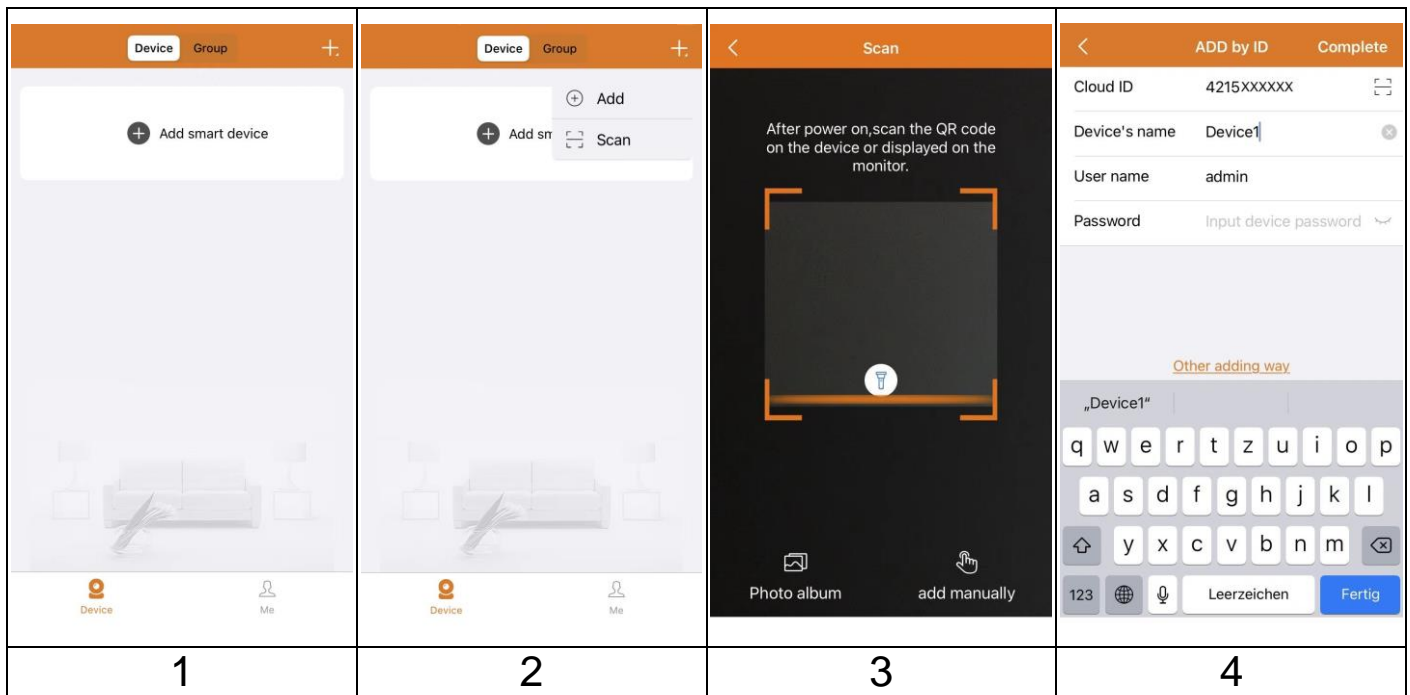 Device Group
Add smart device
Device Me
1
Device Group
Add
Add sm
Scan
Device Me
2
Scan
After power on,scan the QR code
on the device or displayed on the
monitor.
Photo album add manually
3
ADD by ID Complete
Cloud ID 4215XXXXXX
Device's name Device1
User name admin
Password Input device password
Other adding way
„Device1“
q w e r t z u i o p
a s d f g h j k l
y x c v b n m
123 Leerzeichen Fertig
4